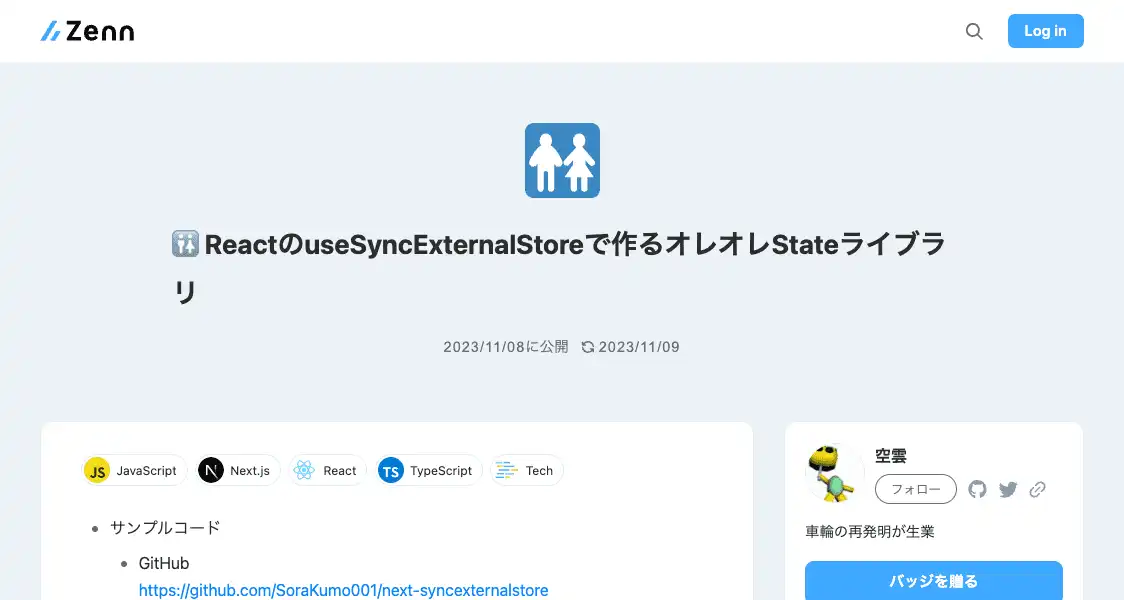 Zenn
Log in
ReactのuseSyncExternalStoreで作るオレオレStateライブラ
リ
2023/11/08に公開 2023/11/09
JS JavaScript N Next.js React TS TypeScript Tech
サンプルコード
GitHub
https://github.com/SoraKumo001/next-syncexternalstore
空雲
フォロー
車輪の再発明が生業
バッジを贈る